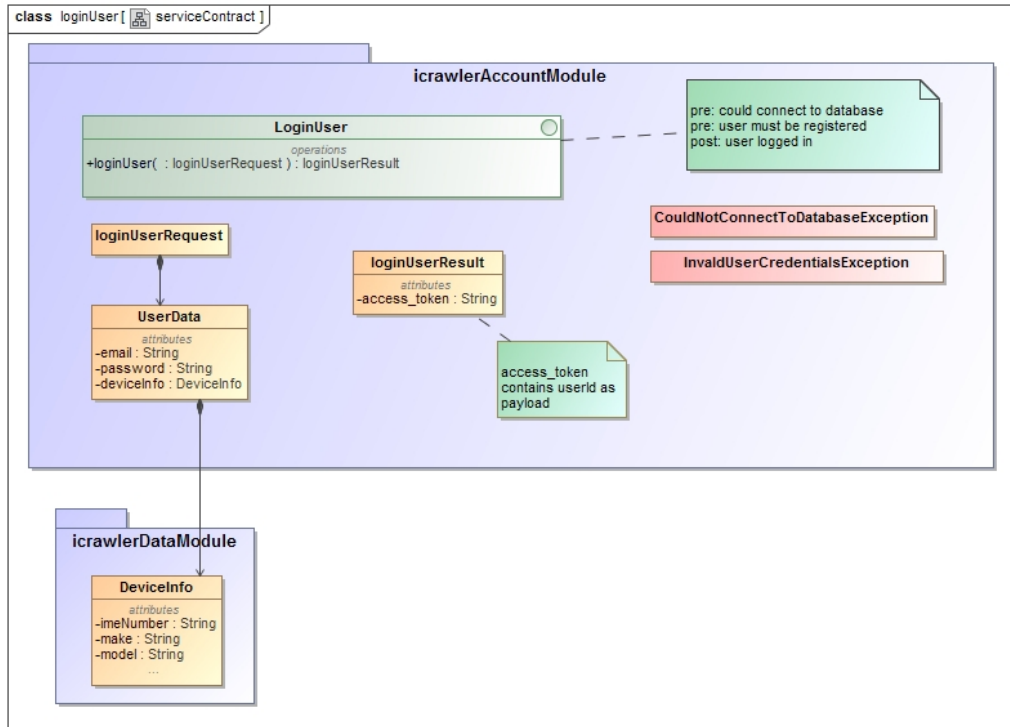 class loginUser [ serviceContract ]
icrawlerAccountModule
LoginUser
operations
+loginUser( : loginUserRequest ) : loginUserResult
pre: could connect to database
pre: user must be registered
post: user logged in
CouldNotConnectToDatabaseException
InvaldUserCredentialsException
loginUserRequest
loginUserResult
attributes
-access_token : String
UserData
attributes
-email : String
-password : String
-deviceInfo : DeviceInfo
access_token
contains userId as
payload
icrawlerDataModule
DeviceInfo
attributes
-imeNumber : String
-make : String
-model : String
...